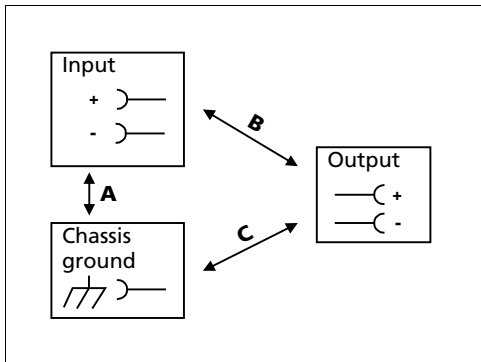 Input
+
-
B
A
Output
+
-
C
Chassis
ground